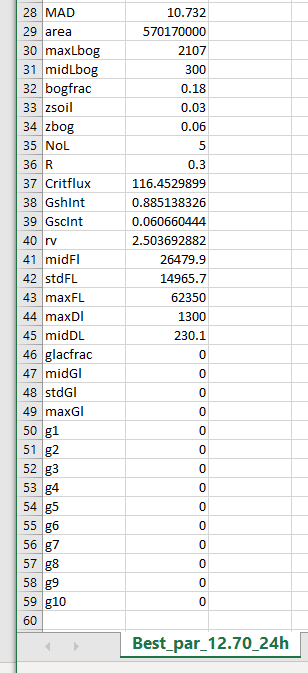 28 MAD 10.732
29 area 570170000
30 maxLbog 2107
31 midLbog 300
32 bogfrac 0.18
33 zsoil 0.03
34 zbog 0.06
35 NoL 5
36 R 0.3
37 Critflux 116.4529899
38 GshInt 0.885138326
39 GscInt 0.060660444
40 rv 2.503692882
41 midFl 26479.9
42 stdFL 14965.7
43 maxFL 62350
44 maxDl 1300
45 midDL 230.1
46 glacfrac 0
47 midGl 0
48 stdGl 0
49 maxGl 0
50 g1 0
51 g2 0
52 g3 0
53 g4 0
54 g5 0
55 g6 0
56 g7 0
57 g8 0
58 g9 0
59 g10 0
60
Best_par_12.70_24h